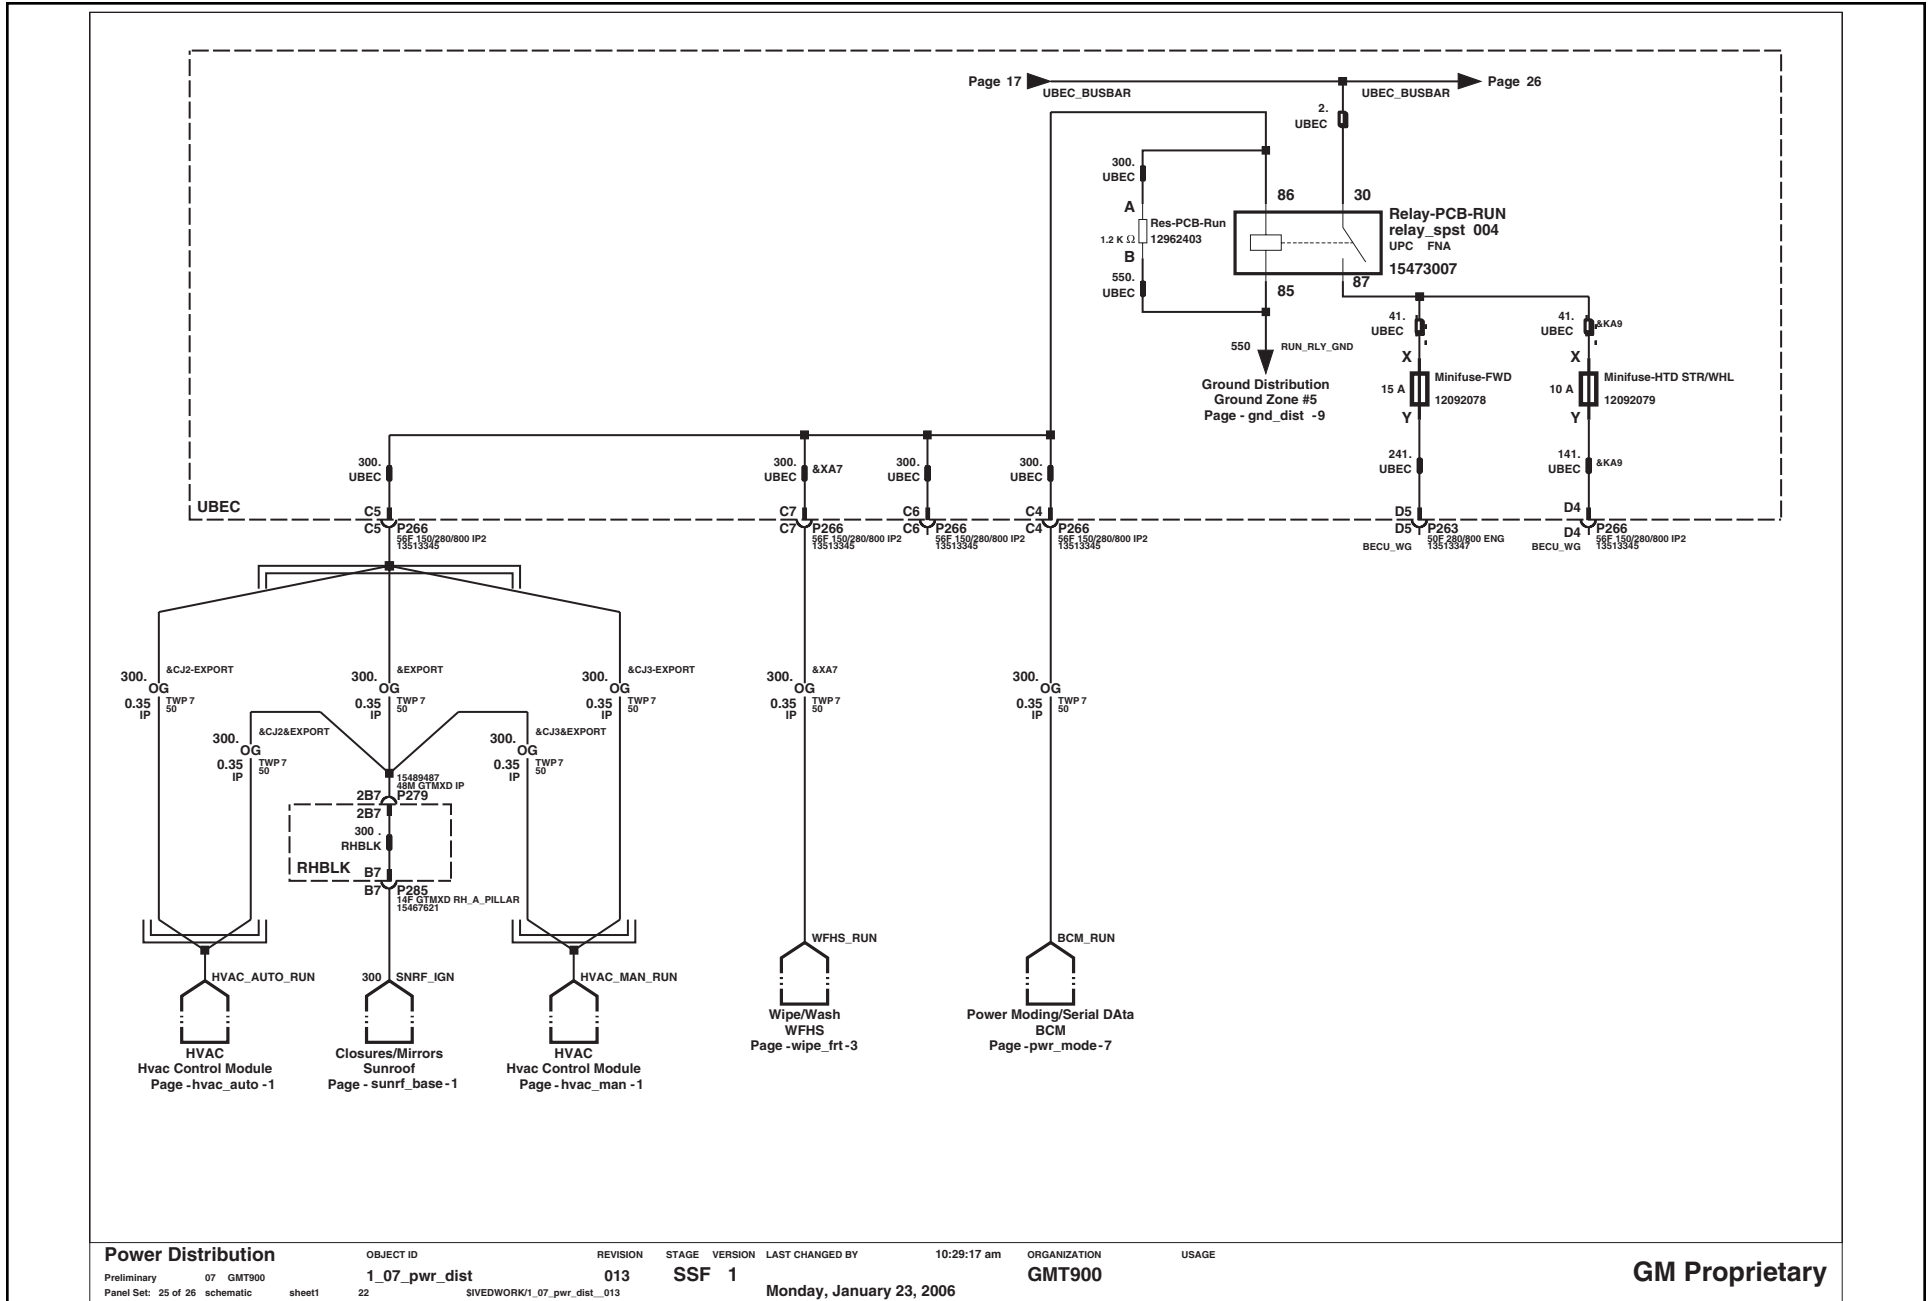 Page 17
UBEC_BUSBAR
UBEC_BUSBAR
Page 26
2.
UBEC
300.
UBEC
A
Res-PCB-Run
1.2 K Ω
12962403
B
550.
UBEC
86
30
Relay-PCB-RUN
relay_spst 004
UPC FNA
15473007
85
87
550
RUN_RLY_GND
Ground Distribution
Ground Zone #5
Page - gnd_dist -9
41.
UBEC
X
15 A
Minifuse-FWD
12092078
Y
241.
UBEC
41.
UBEC
&KA9
X
10 A
Minifuse-HTD STR/WHL
12092079
Y
141.
UBEC
&KA9
300.
UBEC
300.
UBEC
&XA7
300.
UBEC
300.
UBEC
UBEC
C5
C5
P266
56F 150/280/800 IP2
13513345
C7
C7
P266
56F 150/280/800 IP2
13513345
C6
C6
P266
56F 150/280/800 IP2
13513345
C4
C4
P266
56F 150/280/800 IP2
13513345
D5
D5
P263
50F 280/800 ENG
13513347
BECU_WG
D4
D4
P266
56F 150/280/800 IP2
13513345
BECU_WG
&CJ2-EXPORT
300.
OG
0.35
IP
TWP 7
50
&EXPORT
300.
OG
0.35
IP
TWP 7
50
&CJ3-EXPORT
300.
OG
0.35
IP
TWP 7
50
&XA7
300.
OG
0.35
IP
TWP 7
50
300.
OG
0.35
IP
TWP 7
50
&CJ2&EXPORT
300.
OG
0.35
IP
TWP 7
50
&CJ3&EXPORT
300.
OG
0.35
IP
TWP 7
50
15489487
48M GTMXD IP
2B7
P279
2B7
300 .
RHBLK
RHBLK
B7
B7
P285
14F GTMXD RH_A_PILLAR
15467621
HVAC_AUTO_RUN
300
SNRF_IGN
HVAC_MAN_RUN
WFHS_RUN
BCM_RUN
HVAC
Hvac Control Module
Page -hvac_auto -1
Closures/Mirrors
Sunroof
Page - sunrf_base -1
HVAC
Hvac Control Module
Page - hvac_man -1
Wipe/Wash
WFHS
Page -wipe_frt -3
Power Moding/Serial DAta
BCM
Page -pwr_mode-7
Power Distribution
OBJECT ID
REVISION
STAGE
VERSION
LAST CHANGED BY
10:29:17 am
ORGANIZATION
USAGE
Preliminary
07 GMT900
1_07_pwr_dist
013
SSF 1
GMT900
GM Proprietary
Panel Set: 25 of 26 schematic
sheet1
22
$IVEDWORK/1_07_pwr_dist__013
Monday, January 23, 2006